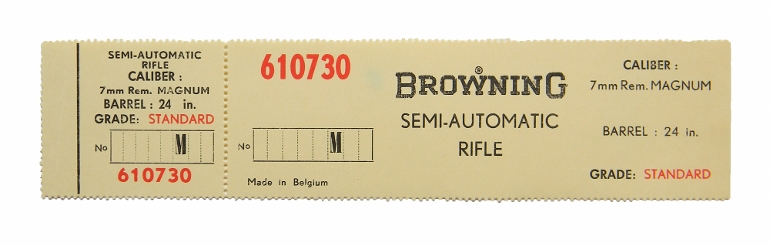 SEMI-AUTOMATIC
RIFLE
CALIBER :
7mm Rem. MAGNUM
BARREL : 24 in.
GRADE: STANDARD
No M
610730
610730
No M
Made in Belgium
BROWNING®
SEMI-AUTOMATIC
RIFLE
CALIBER :
7mm Rem. MAGNUM
BARREL : 24 in.
GRADE: STANDARD